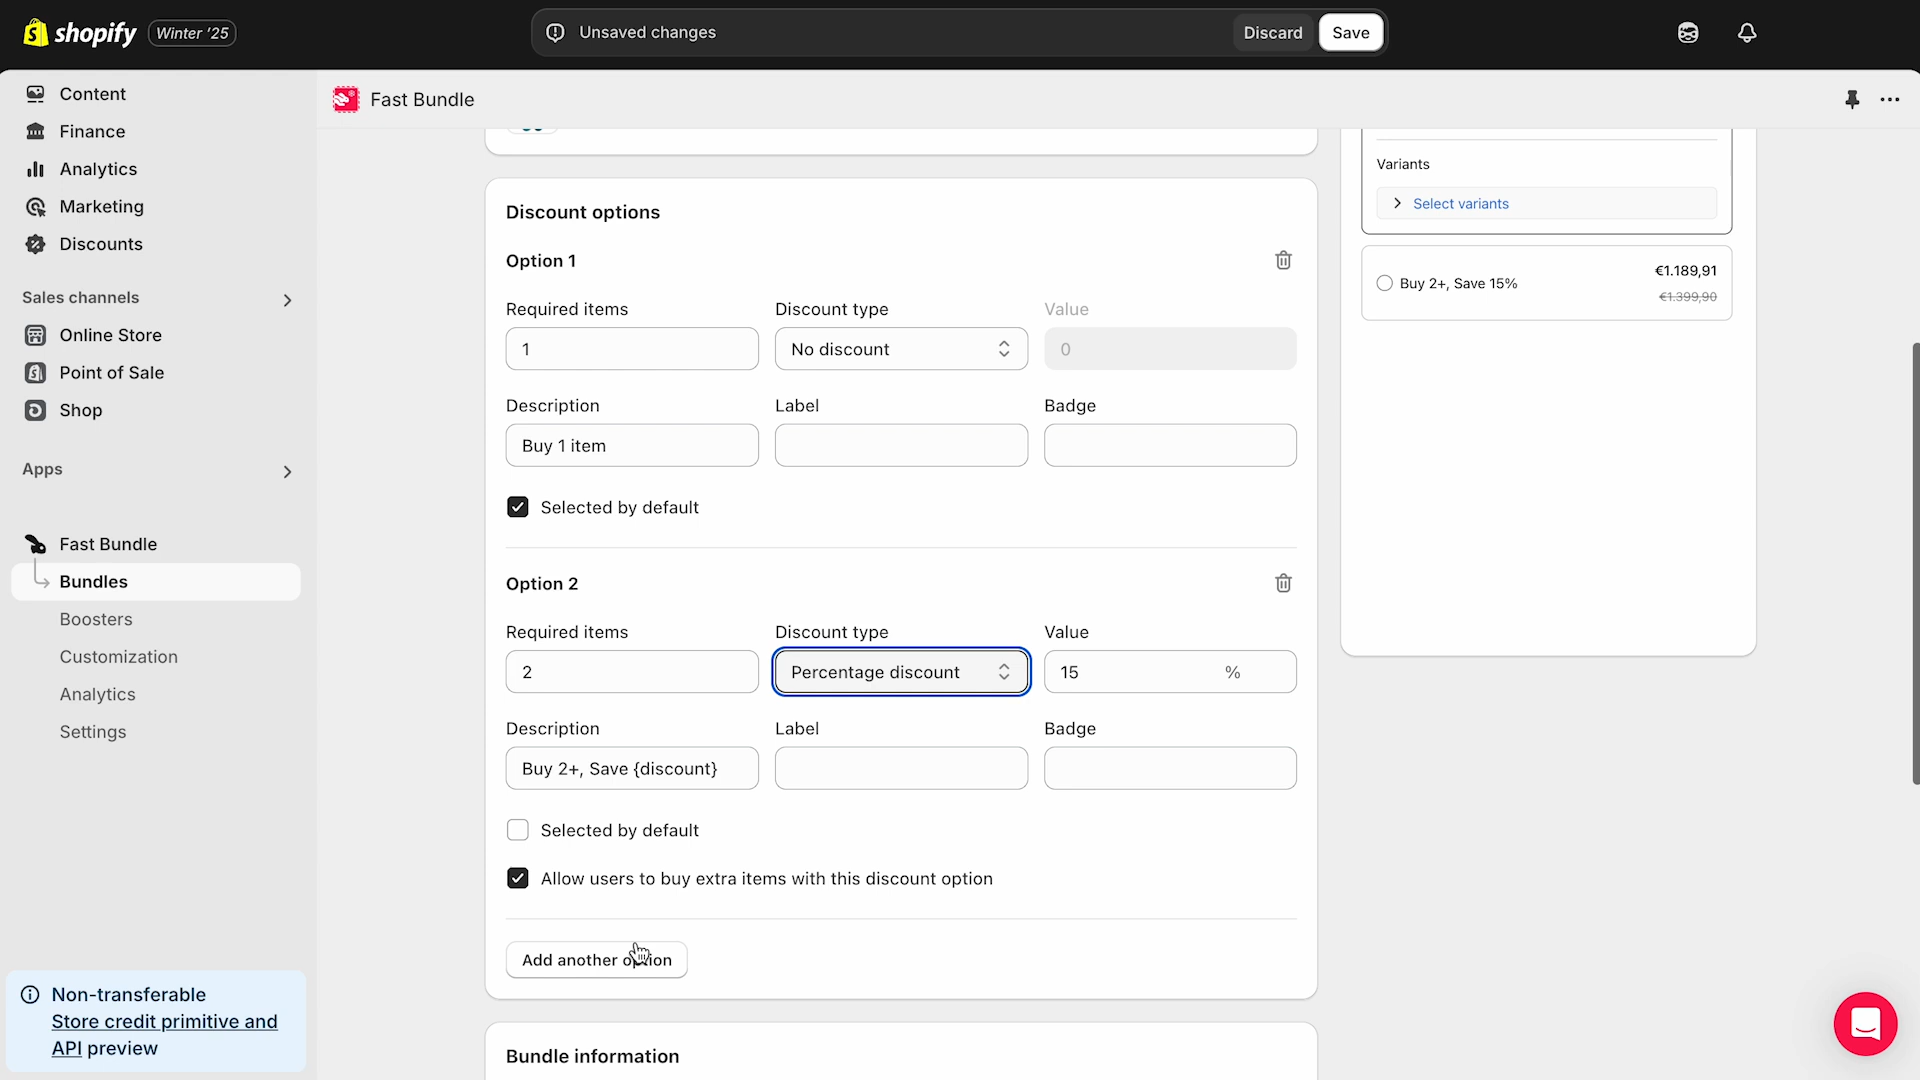 shopify
Winter '25
Unsaved changes
Discard
Save
Content
Finance
Analytics
Marketing
Discounts
Sales channels
Online Store
Point of Sale
Shop
Apps
Fast Bundle
Bundles
Boosters
Customization
Analytics
Settings
Non-transferable
Store credit primitive and
API preview
Fast Bundle
Discount options
Option 1
Required items
Discount type
Value
1
No discount
0
Description
Label
Badge
Buy 1 item
Selected by default
Option 2
Required items
Discount type
Value
2
Percentage discount
15
%
Description
Label
Badge
Buy 2+, Save {discount}
Selected by default
Allow users to buy extra items with this discount option
Add another option
Bundle information
Variants
Select variants
Buy 2+, Save 15%
€1.189,91
€1.399,90